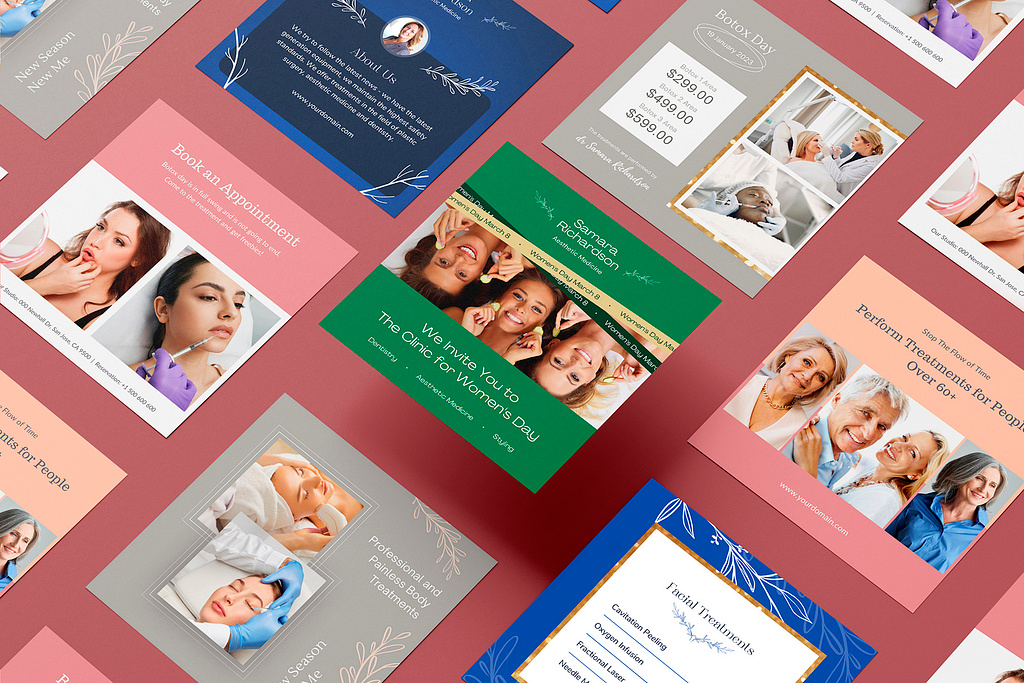 New Season
New Me
Medicine
About Us
We try to follow the latest news - we have the latest
generation equipment, we maintain the highest safety
standards. We offer treatments in the field of plastic
surgery, aesthetic medicine and dentistry.
www.yourdomain.com
Botox Day
19 January 2023
Botox 1 Area
$299.00
Botox 2 Area
$499.00
Botox 3 Area
$599.00
The treatments are performed by
dr Samara Richardson
Reservation: +1 500 600 600
Book an Appointment
Botox day is in full swing and is not going to end.
Come to the treatment and get freebies!
Our Studio: 000 Newhall Dr, San Jose, CA 9500 | Reservation: +1 500 600 600
Samara
Richardson
Aesthetic Medicine
Women's Day March 8
Women's Day March 8
Women's Day March 8
We Invite You to
The Clinic for Women's Day
Dentistry
Aesthetic Medicine
Styling
Our Studio: 000 Newhall Dr, San Jose, CA
Stop The Flow of Time
Perform Treatments for People
Over 60+
www.yourdomain.com
Flow of Time
for People
Professional and
Painless Body
Treatments
New Season
Facial Treatments
Cavitation Peeling
Oxygen Infusion
Fractional Laser